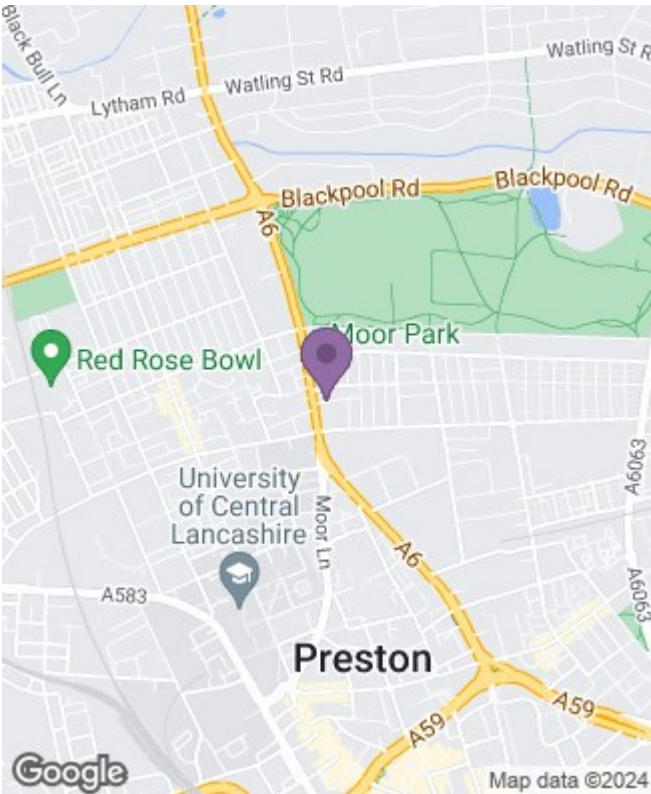 Black Bull Ln
Lytham Rd
Watling St Rd
Watling St R
Blackpool Rd
Blackpool Rd
A6
Moor Park
Red Rose Bowl
University
of Central
Lancashire
Moor Ln
A6063
A6
A6063
A583
Preston
A59
A59
Google
Map data ©2024